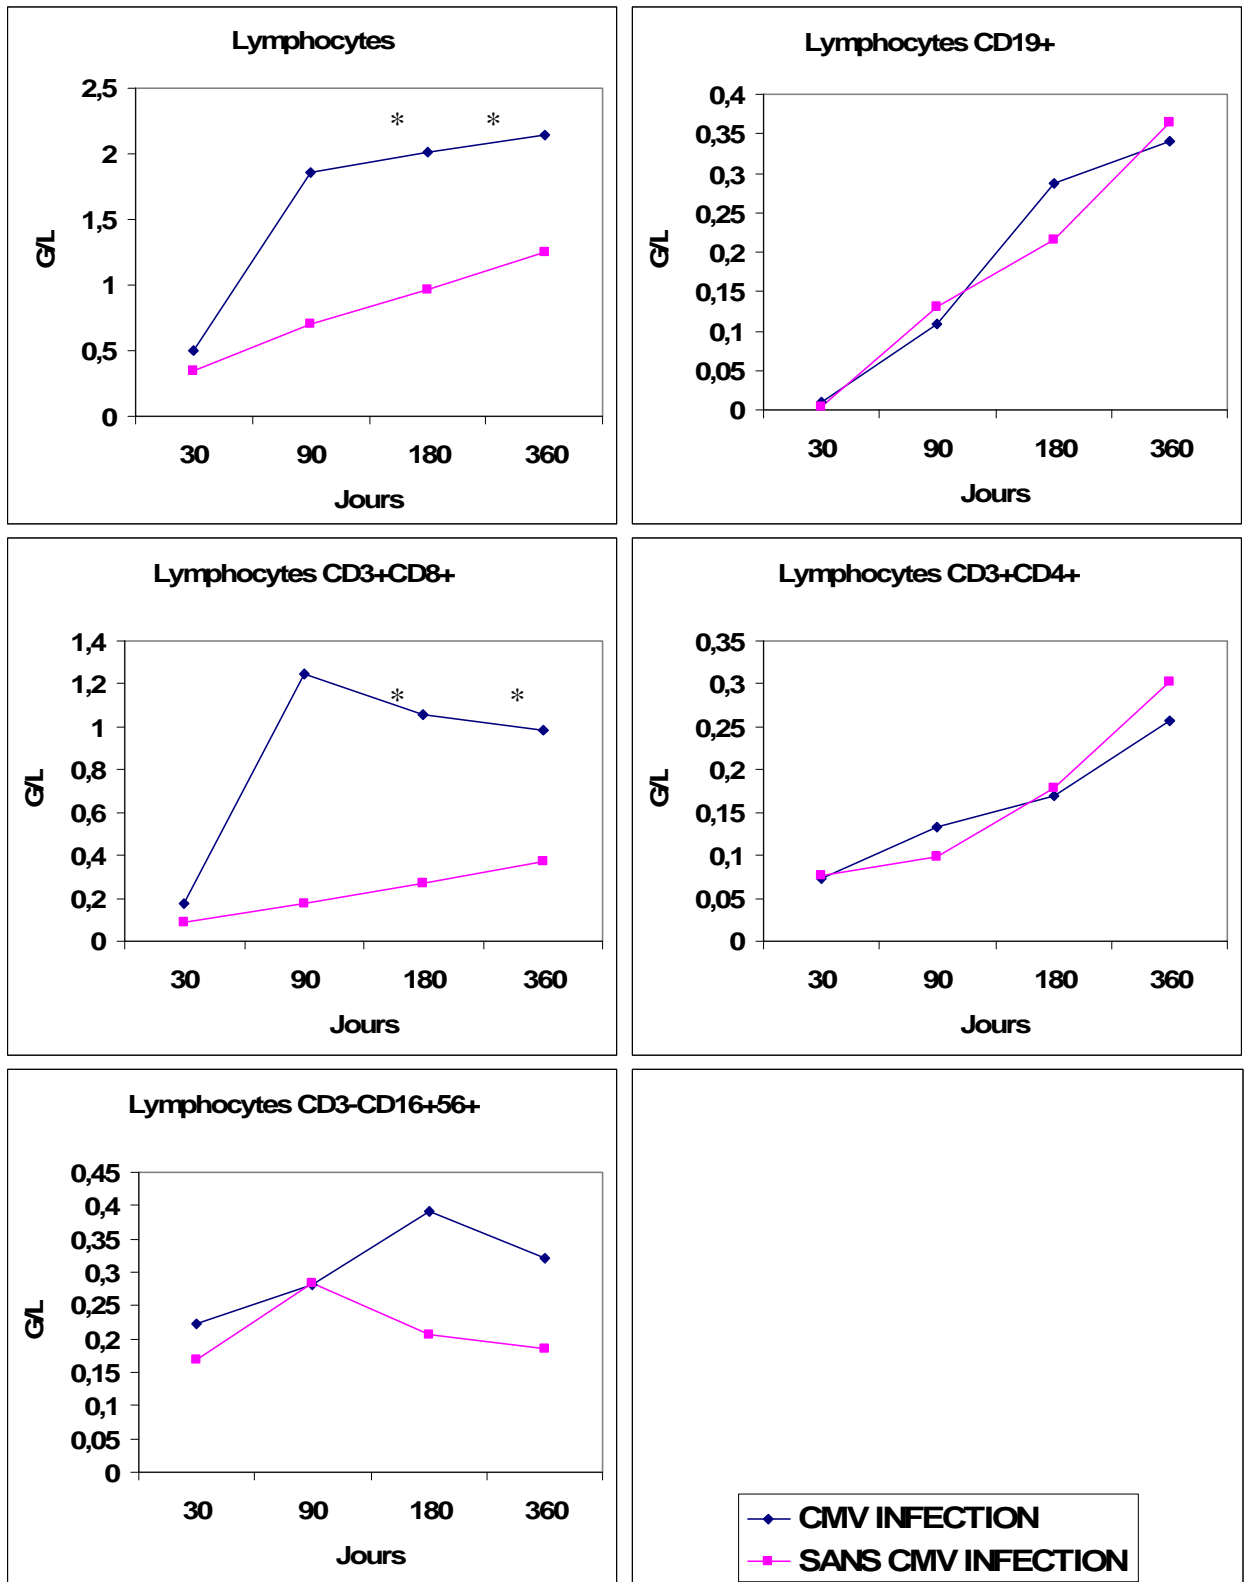 Lymphocytes
2,5
2
1,5
1
0,5
0
G/L
* *
30 90 180 360
Jours
Lymphocytes CD19+
0,4
0,35
0,3
0,25
0,2
0,15
0,1
0,05
0
G/L
30 90 180 360
Jours
Lymphocytes CD3+CD8+
1,4
1,2
1
0,8
0,6
0,4
0,2
0
G/L
* *
30 90 180 360
Jours
Lymphocytes CD3+CD4+
0,35
0,3
0,25
0,2
0,15
0,1
0,05
0
G/L
30 90 180 360
Jours
Lymphocytes CD3-CD16+56+
0,45
0,4
0,35
0,3
0,25
0,2
0,15
0,1
0,05
0
G/L
30 90 180 360
Jours
CMV INFECTION
SANS CMV INFECTION